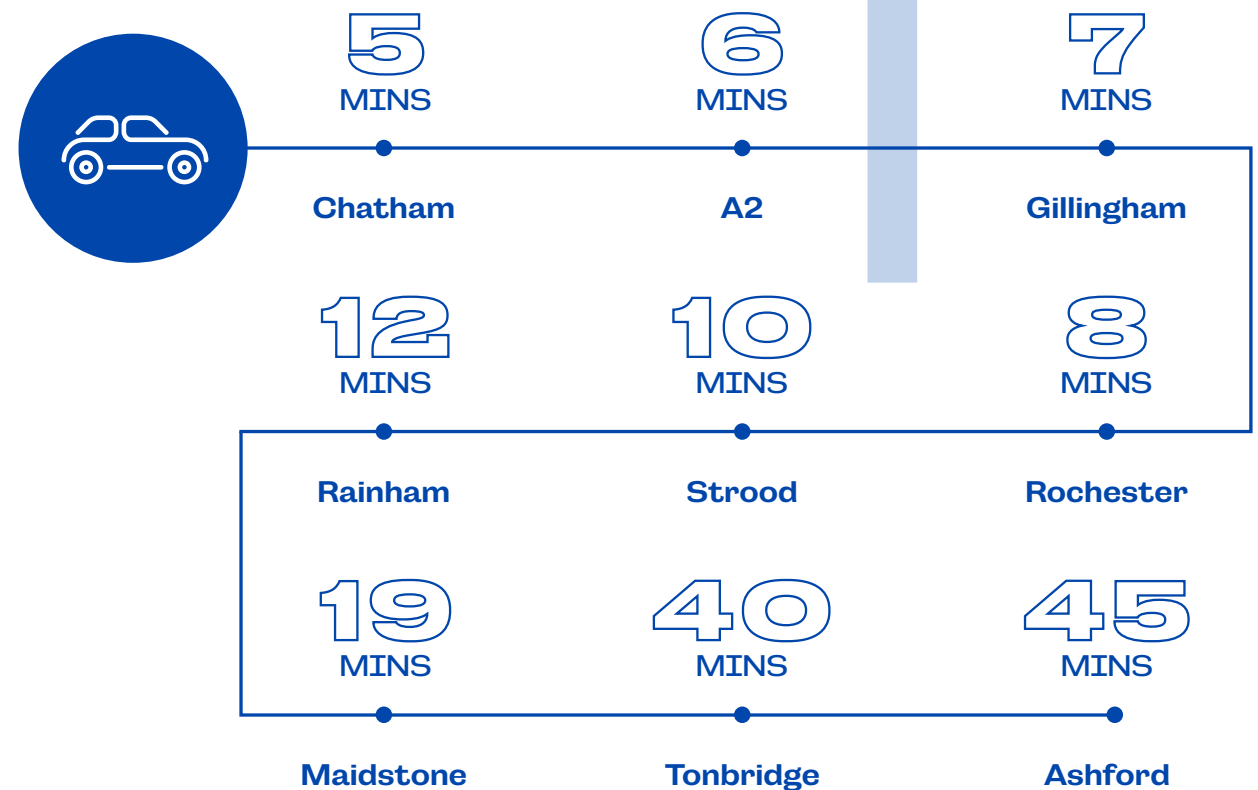 5
MINS
Chatham
6
MINS
A2
7
MINS
Gillingham
8
MINS
Rochester
10
MINS
Strood
12
MINS
Rainham
19
MINS
Maidstone
40
MINS
Tonbridge
45
MINS
Ashford